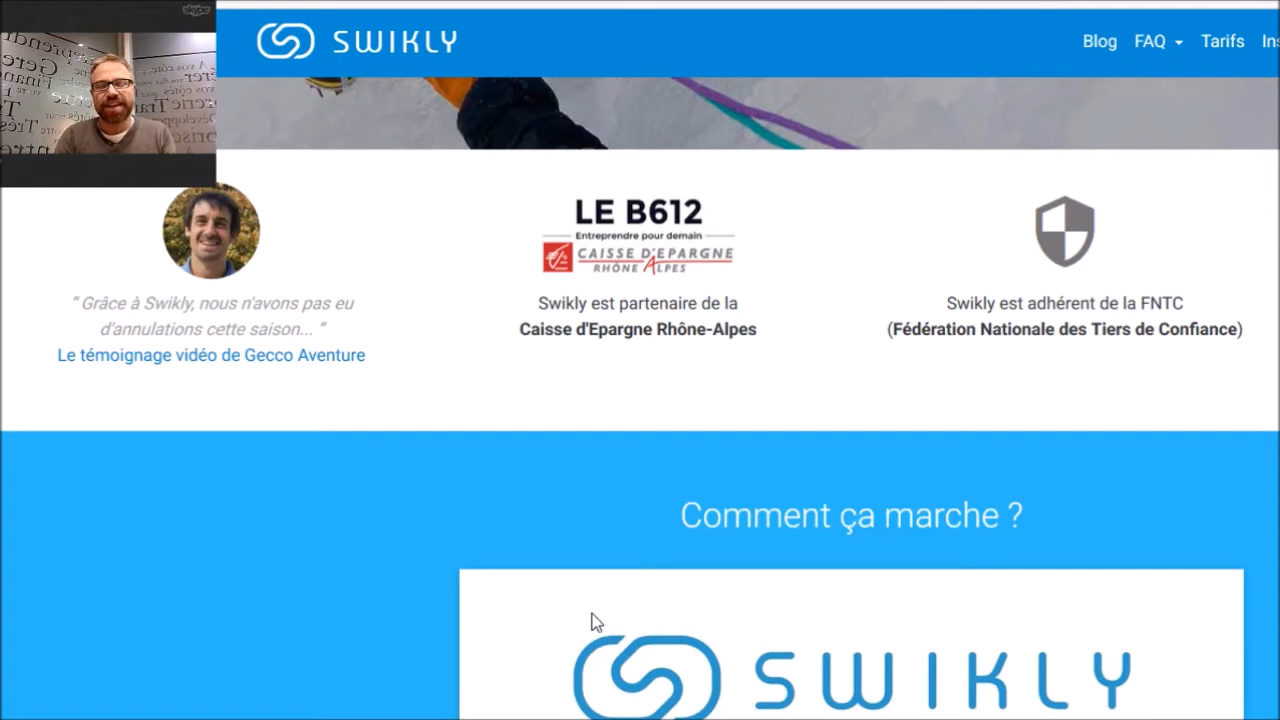 skype
SWIKLY
Blog FAQ Tarifs Ins
LE B612
Entreprendre pour demain
CAISSE D'EPARGNE
RHÔNE ALPES
“ Grâce à Swikly, nous n'avons pas eu
d'annulations cette saison... ”
Le témoignage vidéo de Gecco Aventure
Swikly est partenaire de la
Caisse d'Epargne Rhône-Alpes
Swikly est adhérent de la FNTC
(Fédération Nationale des Tiers de Confiance)
Comment ça marche ?
SWIKLY